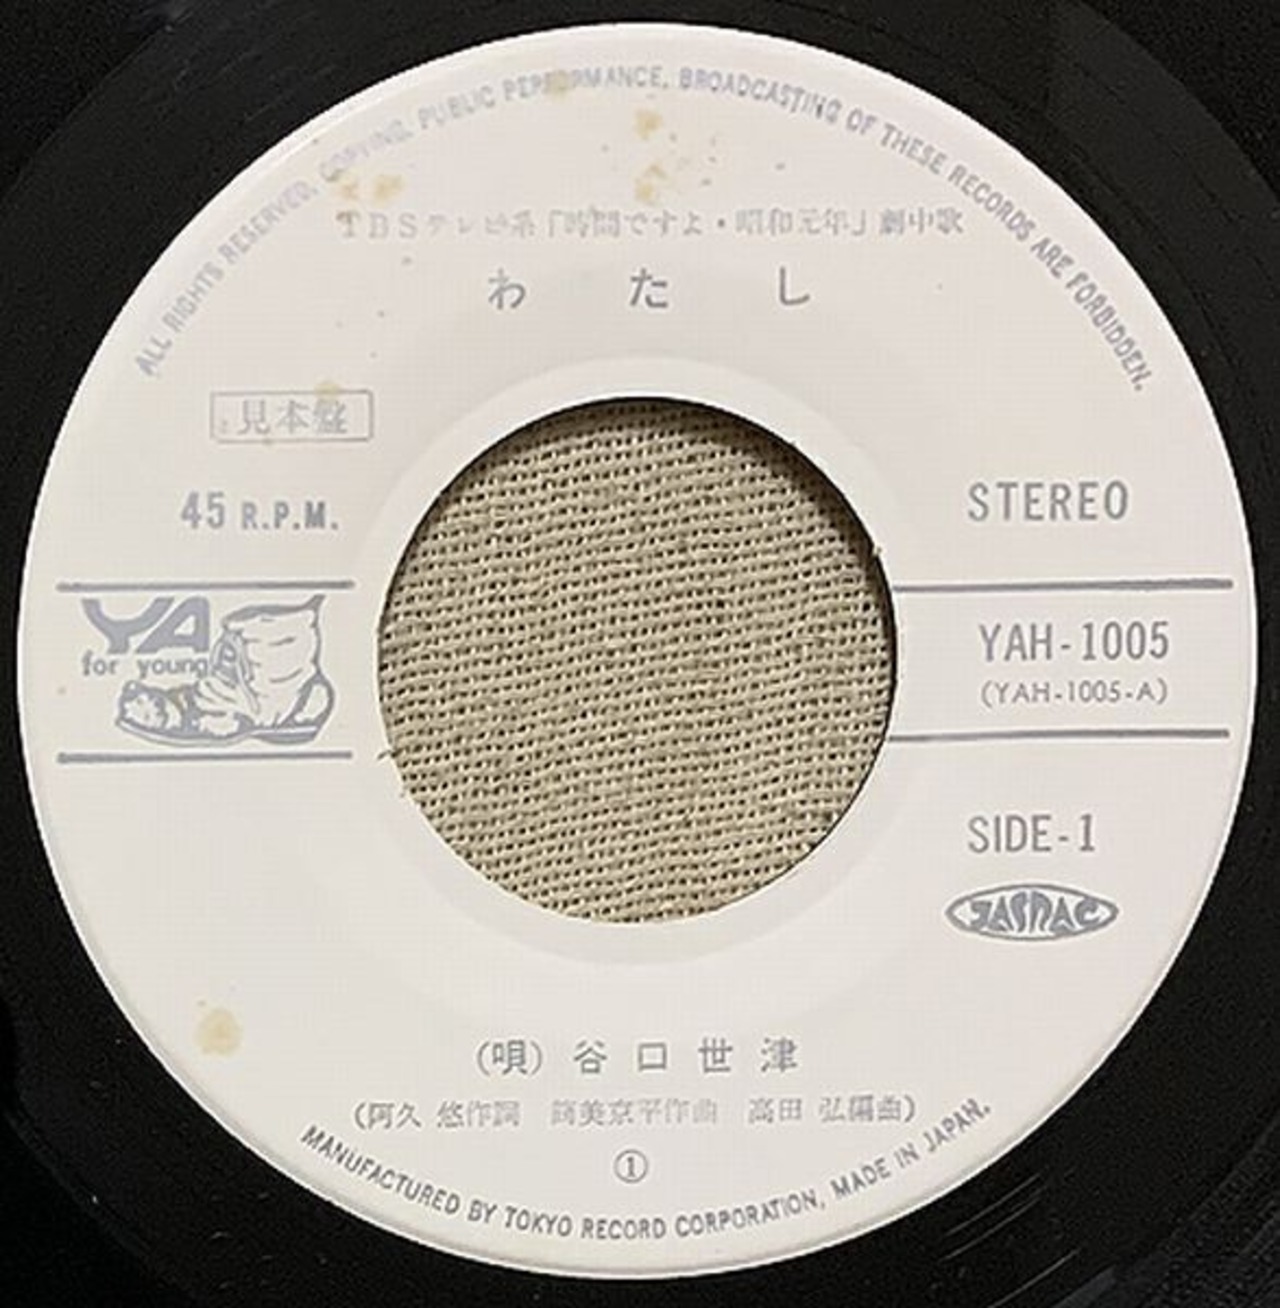 ALL RIGHTS RESERVED, COPYING, PUBLIC PERFORMANCE, BROADCASTING OF THESE RECORDS ARE FORBIDDEN.
TBSテレビ系「時間ですよ・昭和元年」劇中歌
わたし
見本盤
45 R.P.M.
STEREO
YA
for young
YAH-1005
(YAH-1005-A)
SIDE-1
JASRAC
(唄) 谷口世津
(阿久 悠作詞 筒美京平作曲 高田 弘編曲)
①
MANUFACTURED BY TOKYO RECORD CORPORATION, MADE IN JAPAN.